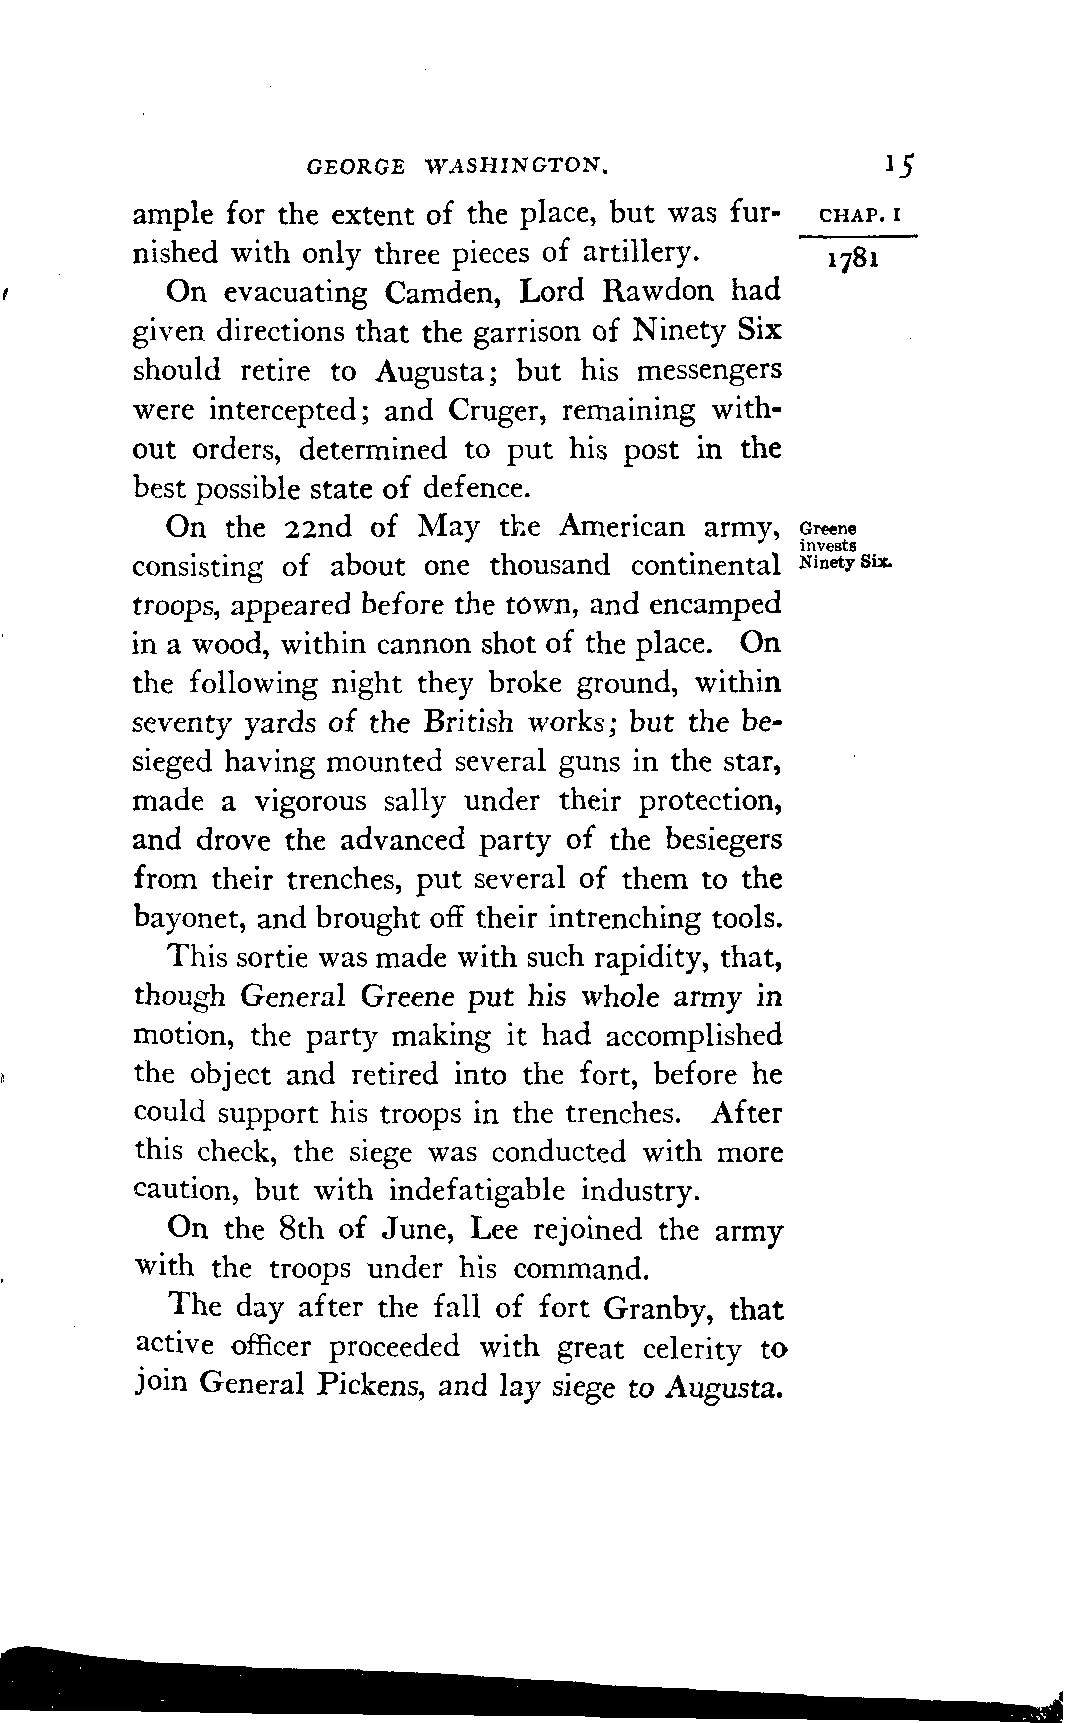 GEORGE WASHINGTON. 15
ample for the extent of the place, but was fur- CHAP. I
nished with only three pieces of artillery. 1781
On evacuating Camden, Lord Rawdon had
given directions that the garrison of Ninety Six
should retire to Augusta; but his messengers
were intercepted; and Cruger, remaining with-
out orders, determined to put his post in the
best possible state of defence.
On the 22nd of May the American army,
Greene
invests
Ninety Six.
consisting of about one thousand continental
troops, appeared before the town, and encamped
in a wood, within cannon shot of the place. On
the following night they broke ground, within
seventy yards of the British works; but the be-
sieged having mounted several guns in the star,
made a vigorous sally under their protection,
and drove the advanced party of the besiegers
from their trenches, put several of them to the
bayonet, and brought off their intrenching tools.
This sortie was made with such rapidity, that,
though General Greene put his whole army in
motion, the party making it had accomplished
the object and retired into the fort, before he
could support his troops in the trenches. After
this check, the siege was conducted with more
caution, but with indefatigable industry.
On the 8th of June, Lee rejoined the army
with the troops under his command.
The day after the fall of fort Granby, that
active officer proceeded with great celerity to
join General Pickens, and lay siege to Augusta.